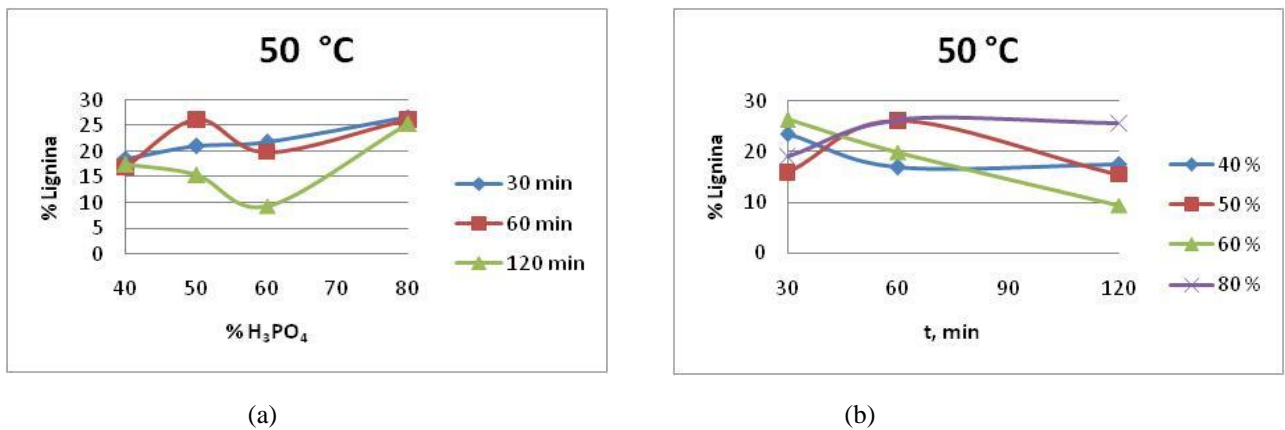 50 °C
% Lignina
30
25
20
15
10
5
0
40 50 60 70 80
% H₃PO₄
30 min
60 min
120 min
(a)
50 °C
% Lignina
30
20
10
0
30 60 90 120
t, min
40 %
50 %
60 %
80 %
(b)